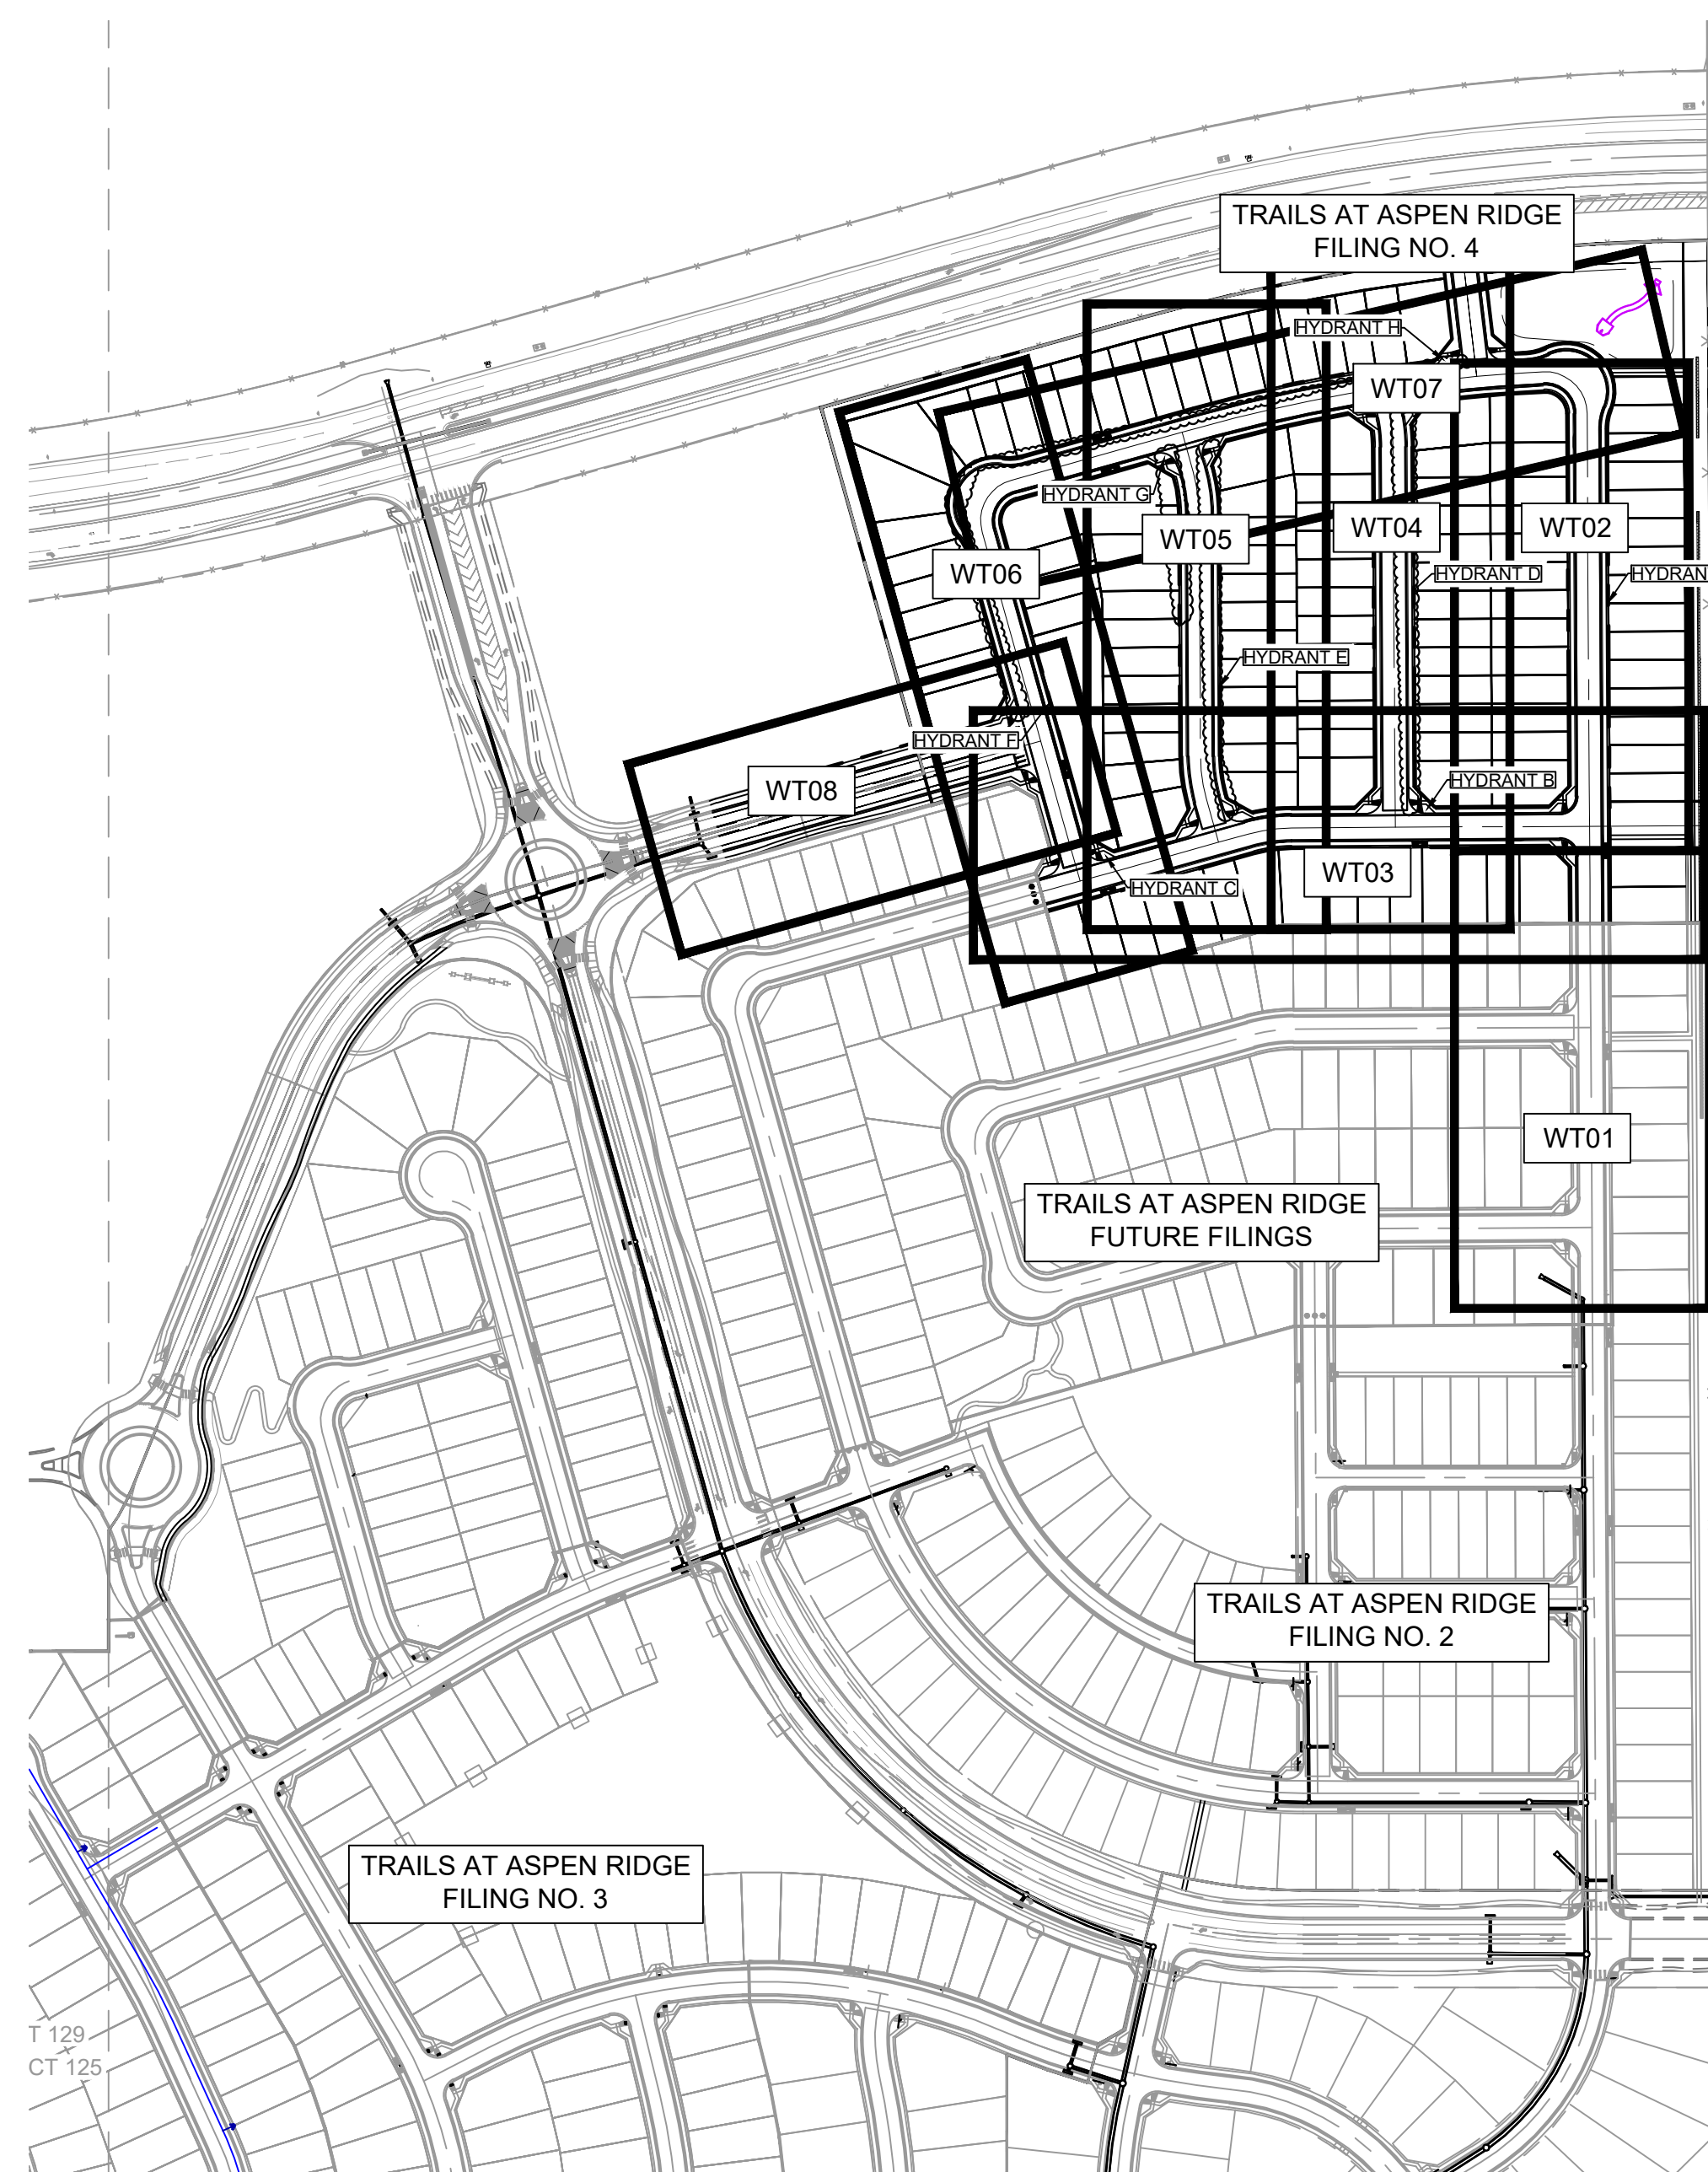 TRAILS AT ASPEN RIDGE
FILING NO. 4
HYDRANT H
WT07
HYDRANT G
WT05
WT04
WT02
WT06
HYDRANT D
HYDRAN
HYDRANT E
HYDRANT F
WT08
HYDRANT B
WT03
HYDRANT C
WT01
TRAILS AT ASPEN RIDGE
FUTURE FILINGS
TRAILS AT ASPEN RIDGE
FILING NO. 2
TRAILS AT ASPEN RIDGE
FILING NO. 3
T 129
CT 125